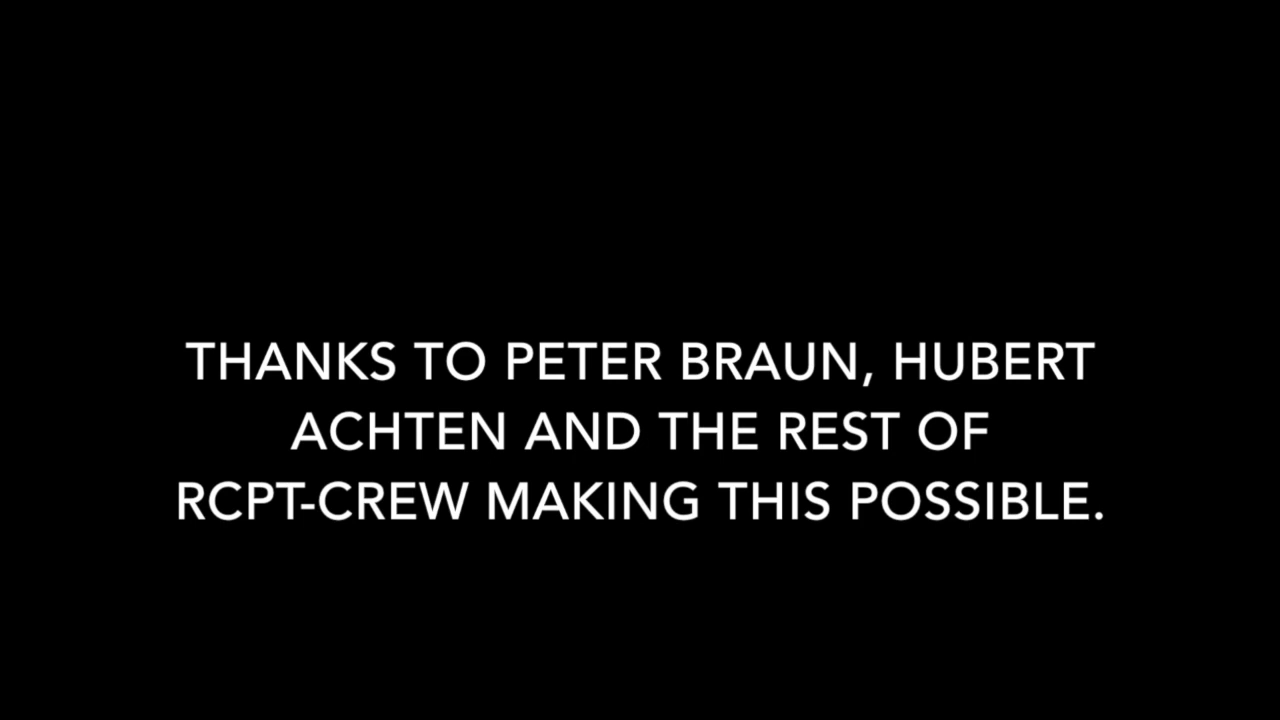 THANKS TO PETER BRAUN, HUBERT
ACHTEN AND THE REST OF
RCPT-CREW MAKING THIS POSSIBLE.